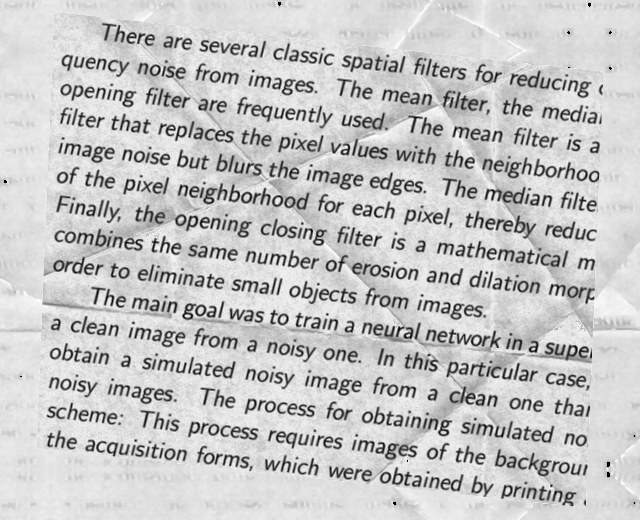 There are several classic spatial filters for reducing
quency noise from images. The mean filter, the media
opening filter are frequently used. The mean filter is a
filter that replaces the pixel values with the neighborhoo
image noise but blurs the image edges. The median filte
of the pixel neighborhood for each pixel, thereby reduc
Finally, the opening closing filter is a mathematical m
combines the same number of erosion and dilation morp
order to eliminate small objects from images.
The main goal was to train a neural network in a super
a clean image from a noisy one. In this particular case,
obtain a simulated noisy image from a clean one than
noisy images. The process for obtaining simulated no
scheme: This process requires images of the backgroun
the acquisition forms, which were obtained by printing